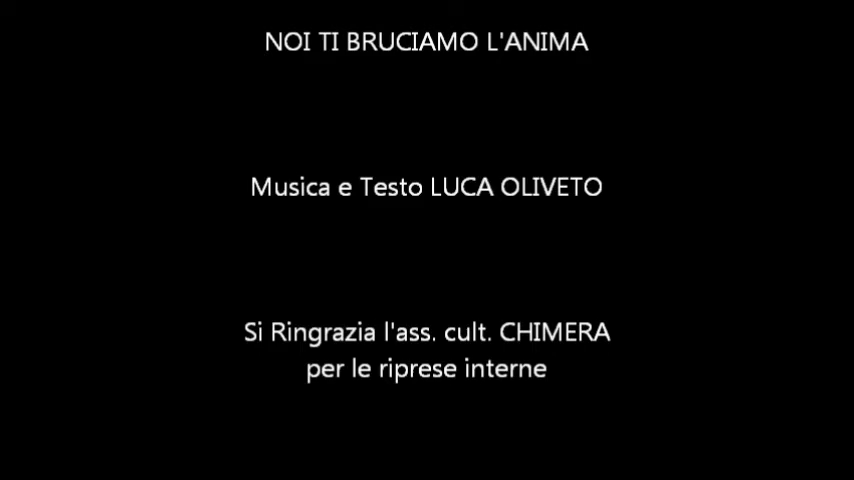 NOI TI BRUCIAMO L'ANIMA
Musica e Testo LUCA OLIVETO
Si Ringrazia l'ass. cult. CHIMERA
per le riprese interne